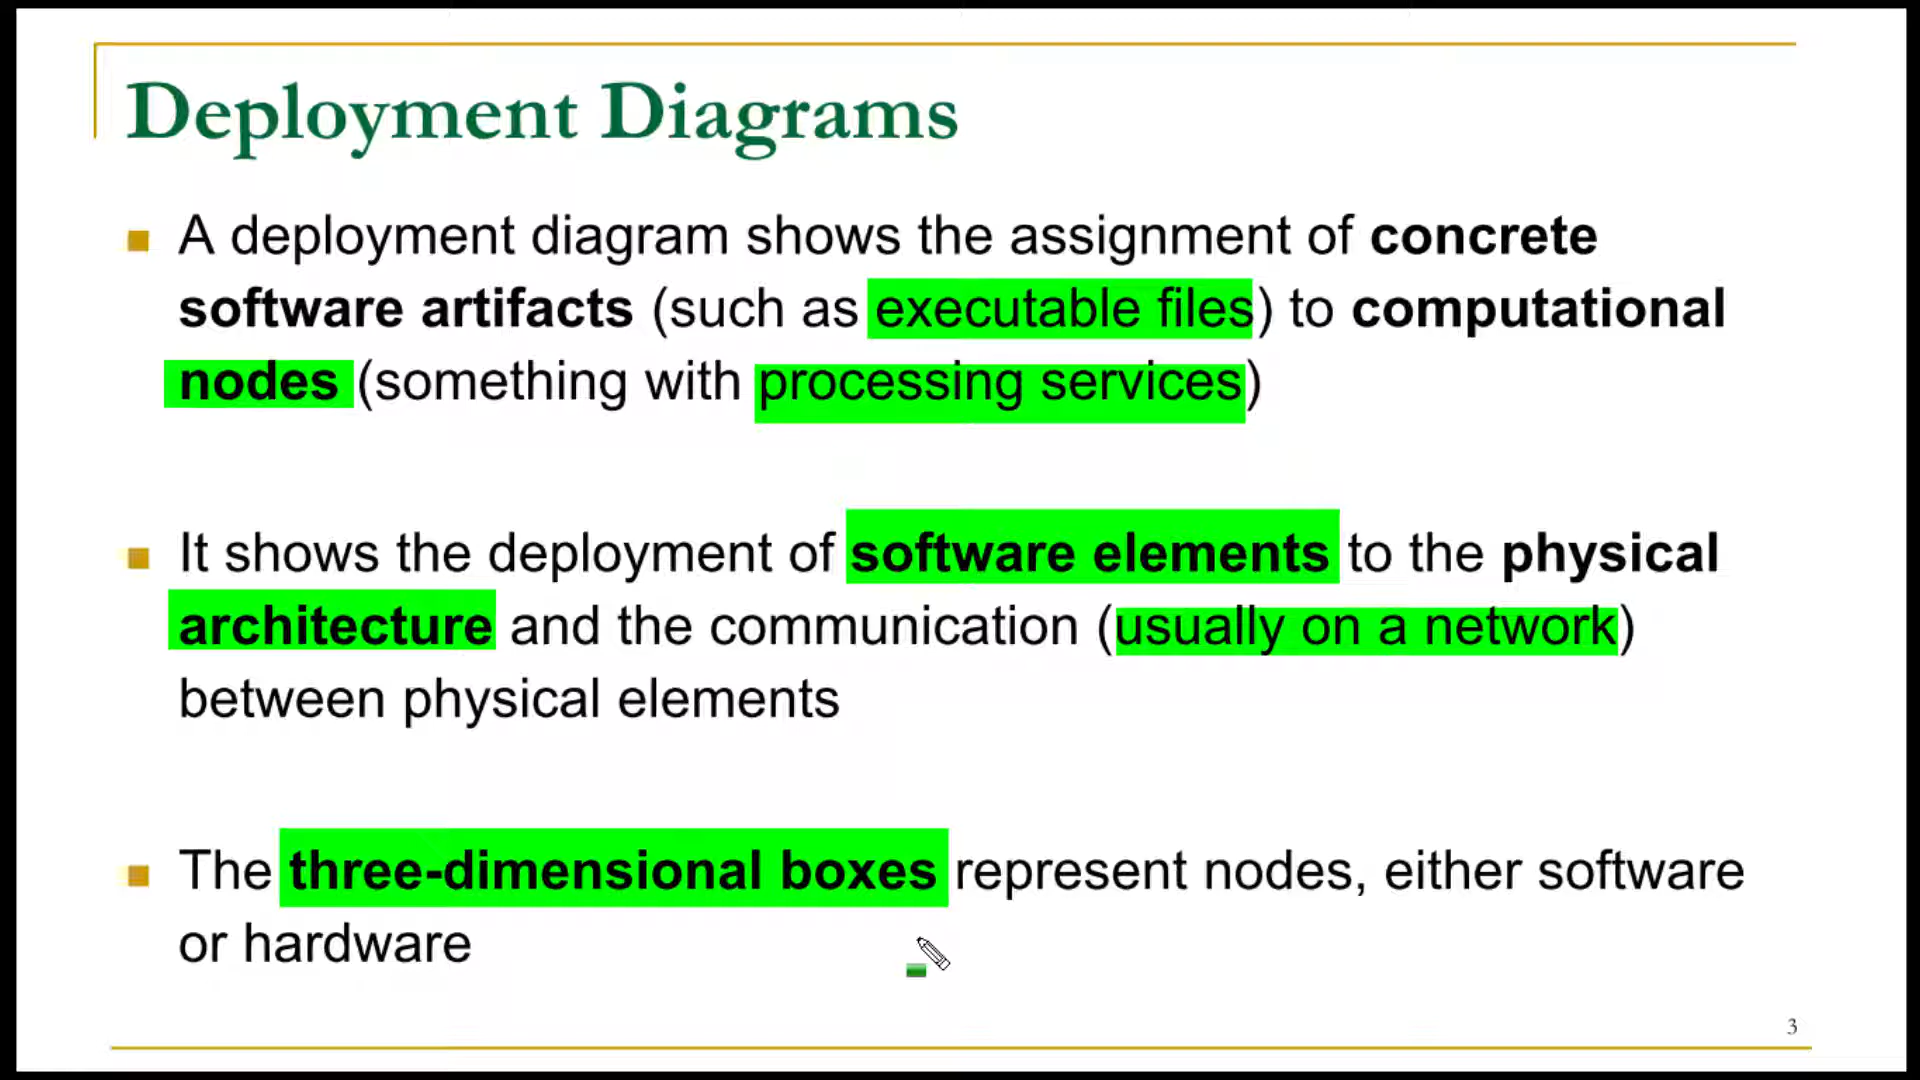 Deployment Diagrams
A deployment diagram shows the assignment of concrete
software artifacts (such as executable files) to computational
nodes (something with processing services)
It shows the deployment of software elements to the physical
architecture and the communication (usually on a network)
between physical elements
The three-dimensional boxes represent nodes, either software
or hardware
3